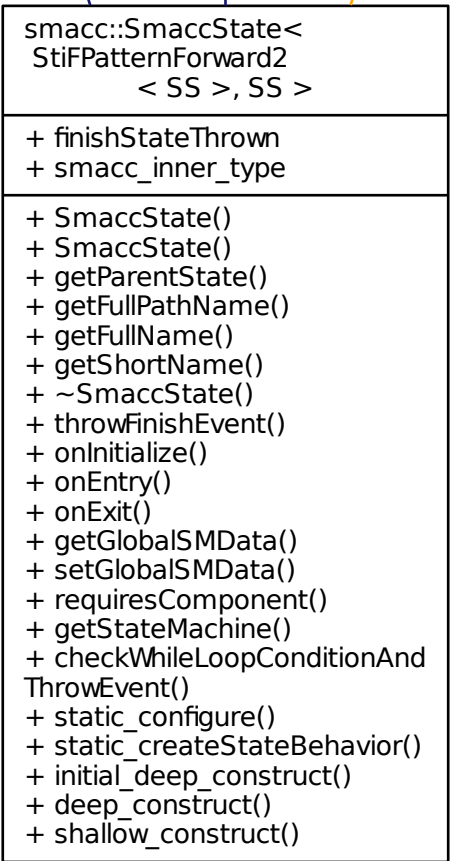 smacc::SmaccState<
StiFPatternForward2
< SS >, SS >
+ finishStateThrown
+ smacc_inner_type
+ SmaccState()
+ SmaccState()
+ getParentState()
+ getFullPathName()
+ getFullName()
+ getShortName()
+ ~SmaccState()
+ throwFinishEvent()
+ onInitialize()
+ onEntry()
+ onExit()
+ getGlobalSMData()
+ setGlobalSMData()
+ requiresComponent()
+ getStateMachine()
+ checkWhileLoopConditionAnd
ThrowEvent()
+ static_configure()
+ static_createStateBehavior()
+ initial_deep_construct()
+ deep_construct()
+ shallow_construct()